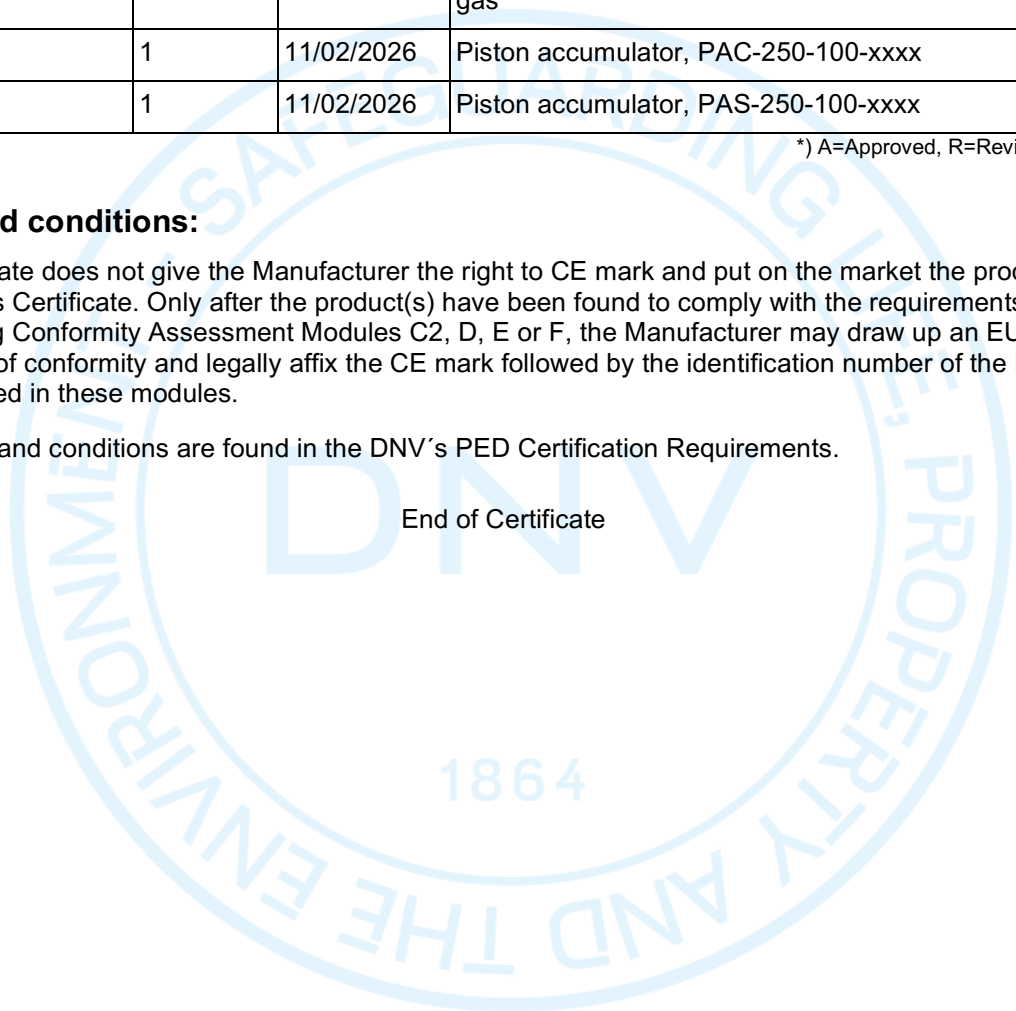 gas
1 11/02/2026 Piston accumulator, PAC-250-100-xxxx
1 11/02/2026 Piston accumulator, PAS-250-100-xxxx
*) A=Approved, R=Revi
d conditions:
ate does not give the Manufacturer the right to CE mark and put on the market the proc
s Certificate. Only after the product(s) have been found to comply with the requirements
g Conformity Assessment Modules C2, D, E or F, the Manufacturer may draw up an EU
of conformity and legally affix the CE mark followed by the identification number of the
ed in these modules.
and conditions are found in the DNV´s PED Certification Requirements.
DNV
End of Certificate
1864
SAFEGUARDING LIFE, PROPERTY AND THE ENVIRONMENT